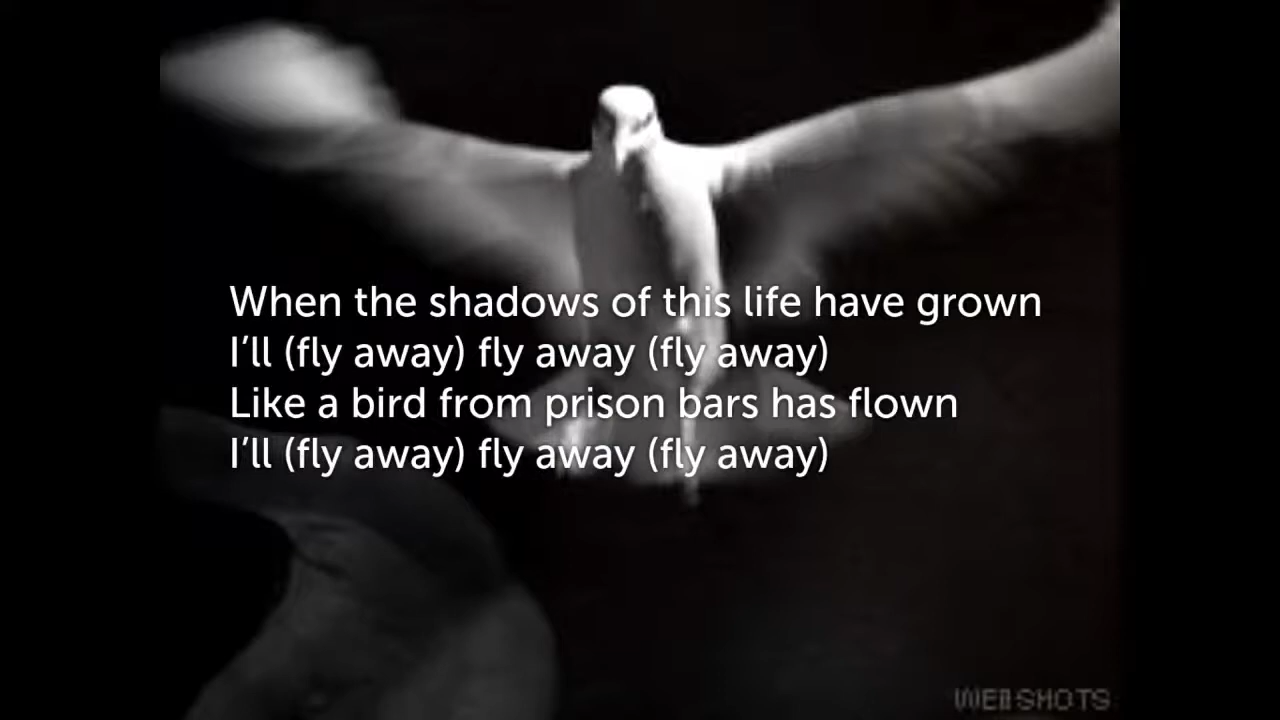 When the shadows of this life have grown
I'll (fly away) fly away (fly away)
Like a bird from prison bars has flown
I'll (fly away) fly away (fly away)
WEBSHOTS